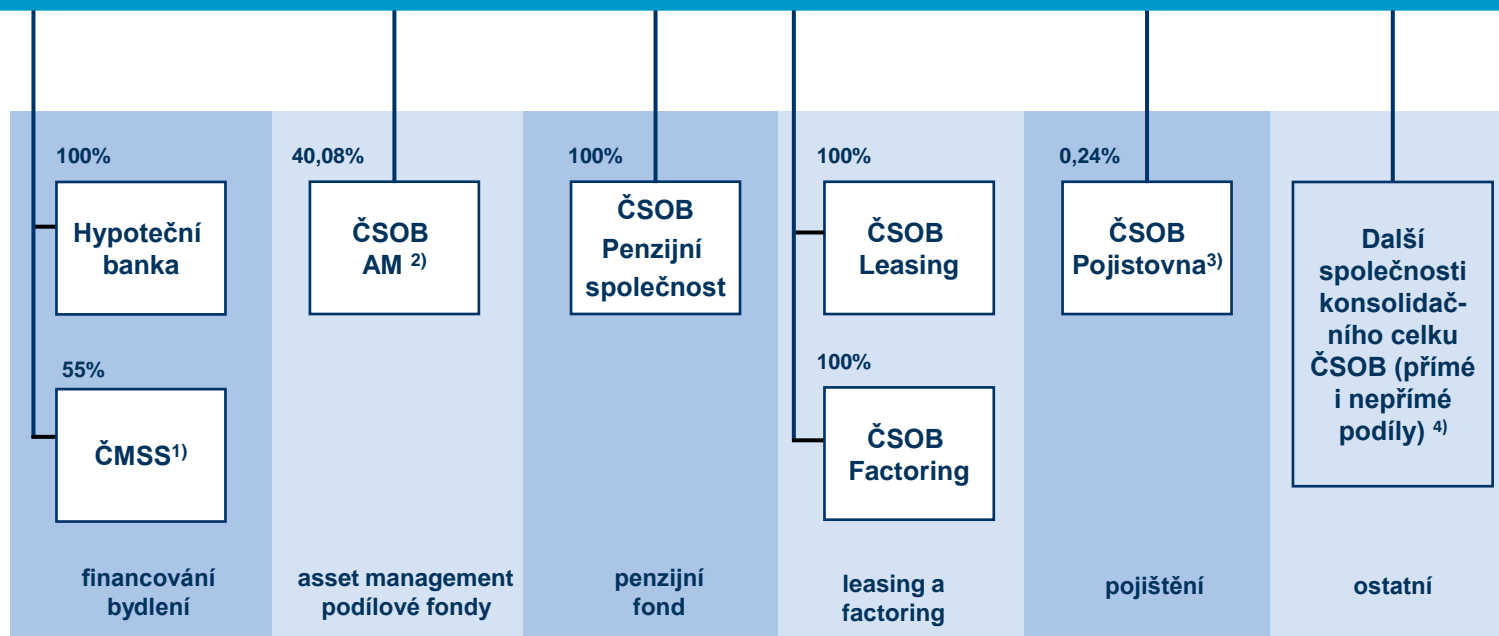 100%
Hypoteční
banka
55%
ČMSS1)
financování
bydlení
40,08%
ČSOB
AM 2)
asset management
podílové fondy
100%
ČSOB
Penzijní
společnost
penzijní
fond
100%
ČSOB
Leasing
100%
ČSOB
Factoring
leasing a
factoring
0,24%
ČSOB
Pojistovna3)
pojištění
Další
společnosti
konsolidač-
ního celku
ČSOB (přímé
i nepřímé
podíly) 4)
ostatní